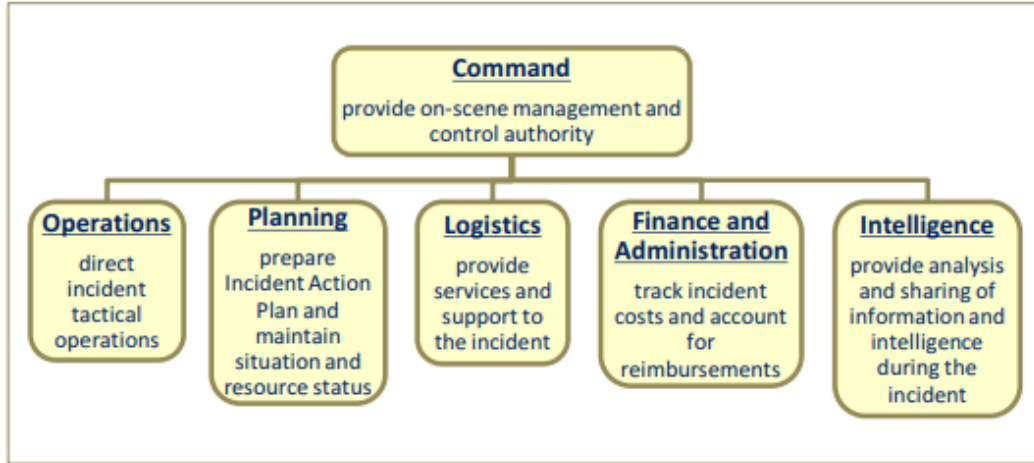 Command
provide on-scene management and
control authority
Operations
direct
incident
tactical
operations
Planning
prepare
Incident Action
Plan and
maintain
situation and
resource status
Logistics
provide
services and
support to
the incident
Finance and
Administration
track incident
costs and account
for
reimbursements
Intelligence
provide analysis
and sharing of
information and
intelligence
during the
incident